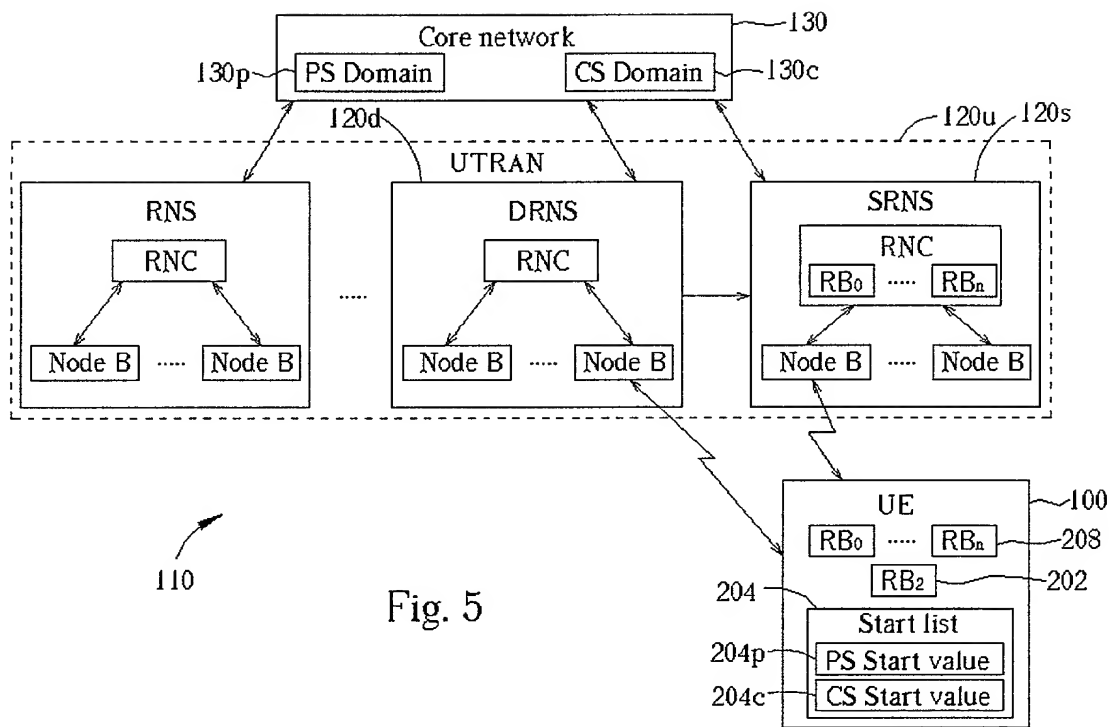 Core network
130
130p
PS Domain
CS Domain
130c
120d
120u
120s
UTRAN
RNS
RNC
Node B ..... Node B
.....
DRNS
RNC
Node B ..... Node B
SRNS
RNC
RB0 ..... RBn
Node B ..... Node B
110
Fig. 5
UE
100
RB0 ..... RBn
208
RB2
202
204
Start list
204p
PS Start value
204c
CS Start value